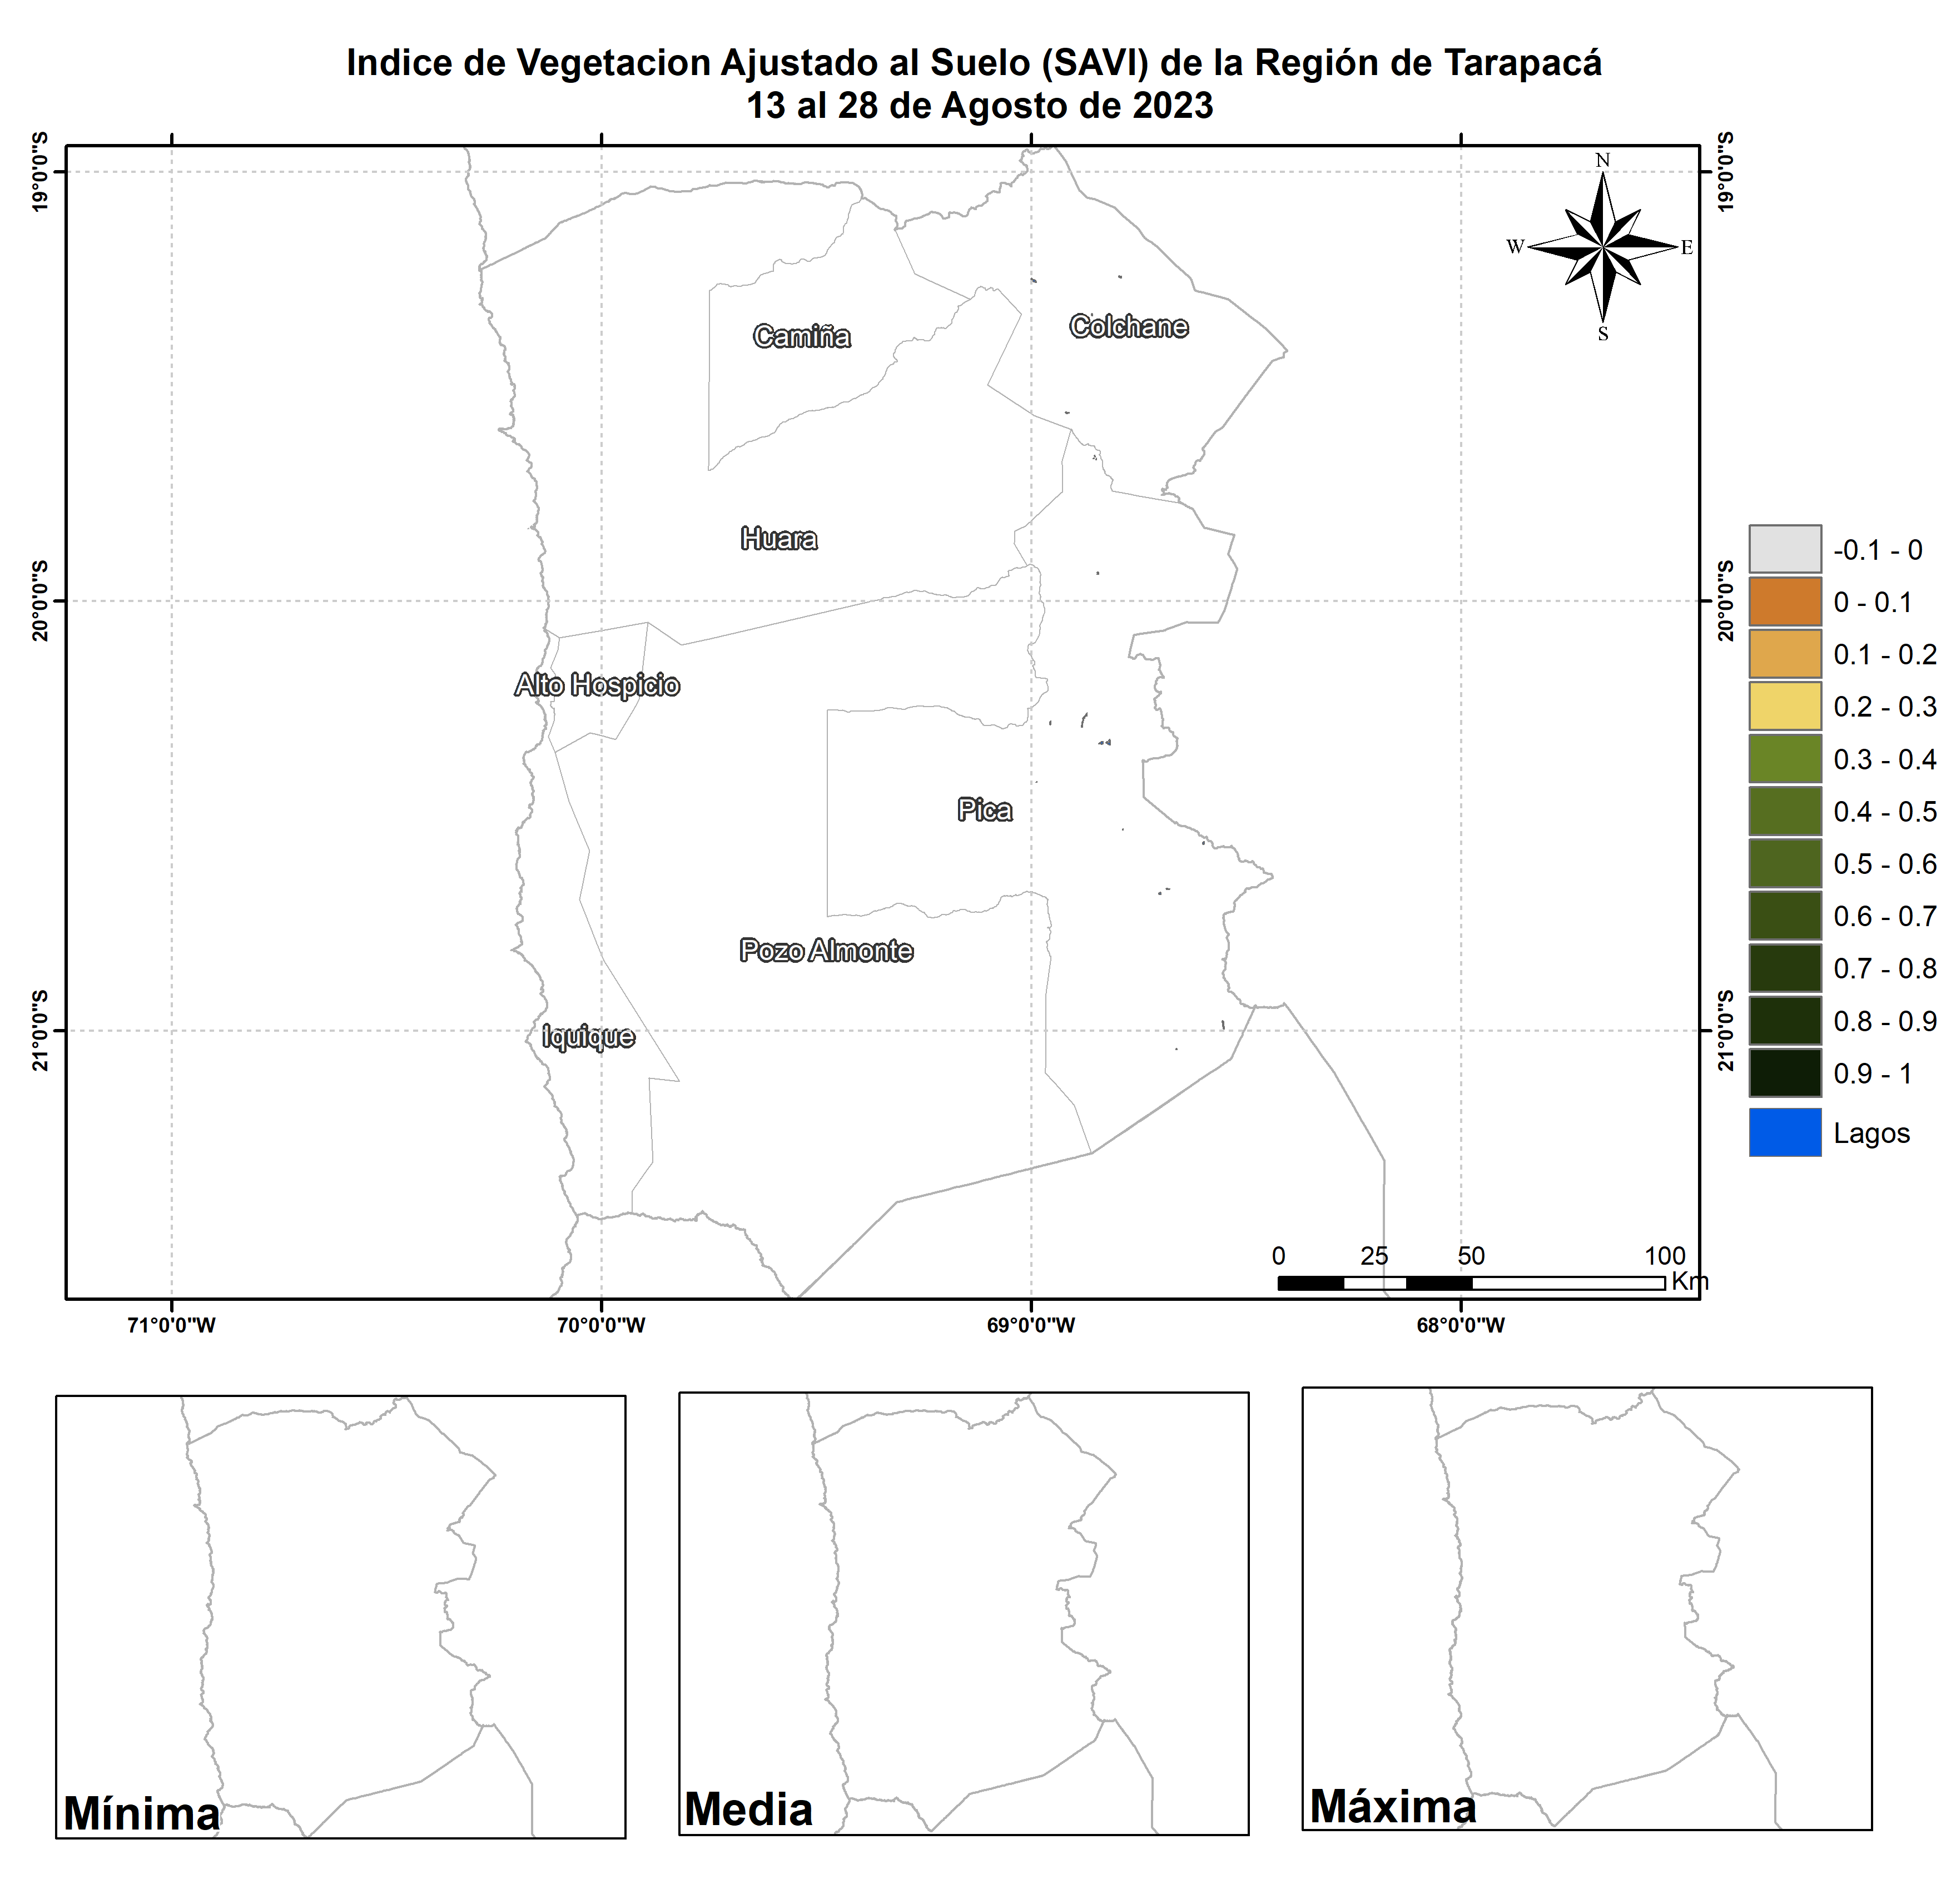 Indice de Vegetacion Ajustado al Suelo (SAVI) de la Región de Tarapacá
13 al 28 de Agosto de 2023
19°0'0"S
19°0'0"S
N
W
E
S
Camiña
Colchane
Huara
-0.1 - 0
0 - 0.1
20°0'0"S
20°0'0"S
0.1 - 0.2
Alto Hospicio
0.2 - 0.3
0.3 - 0.4
Pica
0.4 - 0.5
0.5 - 0.6
0.6 - 0.7
Pozo Almonte
0.7 - 0.8
0.8 - 0.9
21°0'0"S
21°0'0"S
Iquique
0.9 - 1
Lagos
0 25 50 100
Km
71°0'0"W 70°0'0"W 69°0'0"W 68°0'0"W
Mínima
Media
Máxima